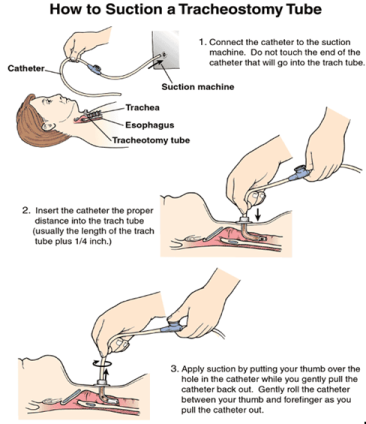 How to Suction a Tracheostomy Tube
1. Connect the catheter to the suction
machine. Do not touch the end of the
catheter that will go into the trach tube.
Catheter
Suction machine
Trachea
Esophagus
Tracheotomy tube
2. Insert the catheter the proper
distance into the trach tube
(usually the length of the trach
tube plus 1/4 inch.)
3. Apply suction by putting your thumb over the
hole in the catheter while you gently pull the
catheter back out. Gently roll the catheter
between your thumb and forefinger as you
pull the catheter out.